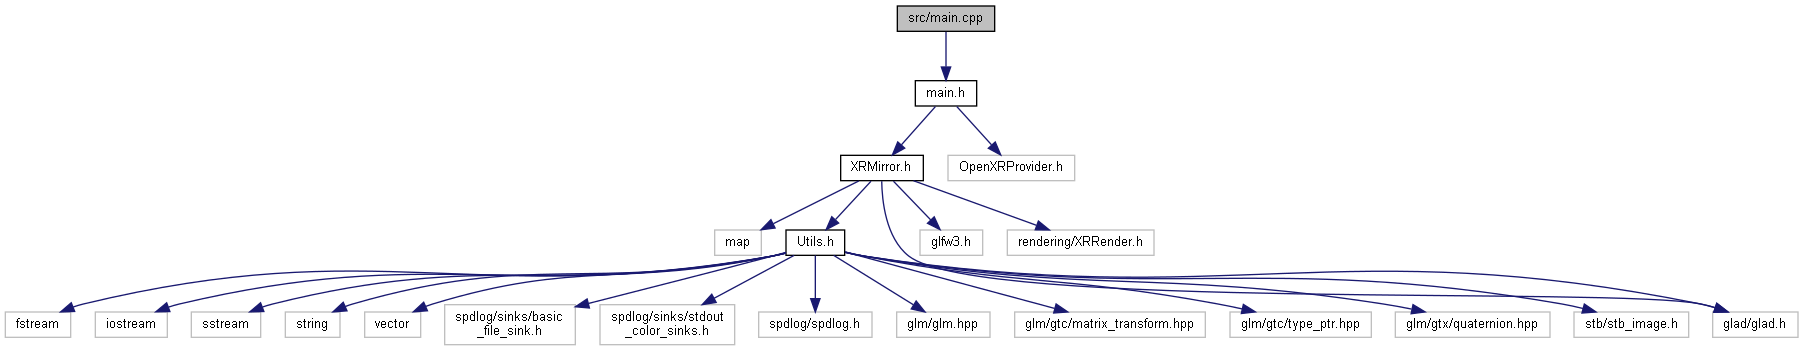 src/main.cpp
main.h
XRMirror.h
OpenXRProvider.h
map
Utils.h
glfw3.h
rendering/XRRender.h
fstream
iostream
sstream
string
vector
spdlog/sinks/basic
_file_sink.h
spdlog/sinks/stdout
_color_sinks.h
spdlog/spdlog.h
glm/glm.hpp
glm/gtc/matrix_transform.hpp
glm/gtc/type_ptr.hpp
glm/gtx/quaternion.hpp
stb/stb_image.h
glad/glad.h